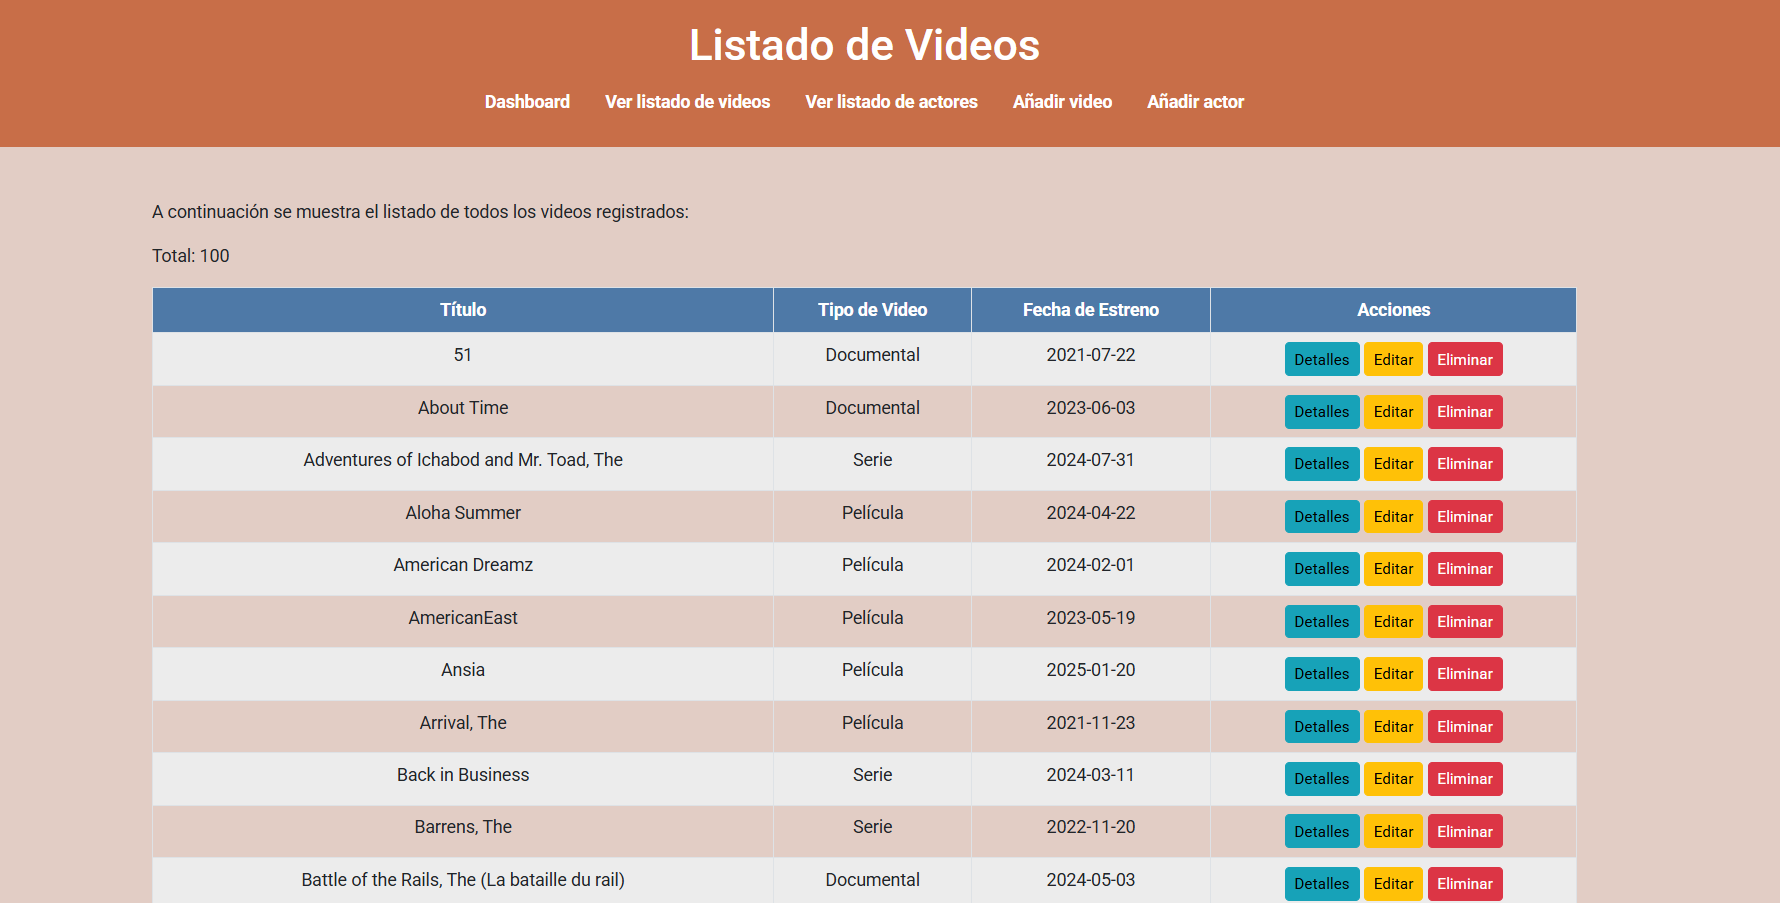 Listado de Videos
Dashboard Ver listado de videos Ver listado de actores Añadir video Añadir actor
A continuación se muestra el listado de todos los videos registrados:
Total: 100
Título Tipo de Video Fecha de Estreno Acciones
51 Documental 2021-07-22 Detalles Editar Eliminar
About Time Documental 2023-06-03 Detalles Editar Eliminar
Adventures of Ichabod and Mr. Toad, The Serie 2024-07-31 Detalles Editar Eliminar
Aloha Summer Película 2024-04-22 Detalles Editar Eliminar
American Dreamz Película 2024-02-01 Detalles Editar Eliminar
AmericanEast Película 2023-05-19 Detalles Editar Eliminar
Ansia Película 2025-01-20 Detalles Editar Eliminar
Arrival, The Película 2021-11-23 Detalles Editar Eliminar
Back in Business Serie 2024-03-11 Detalles Editar Eliminar
Barrens, The Serie 2022-11-20 Detalles Editar Eliminar
Battle of the Rails, The (La bataille du rail) Documental 2024-05-03 Detalles Editar Eliminar